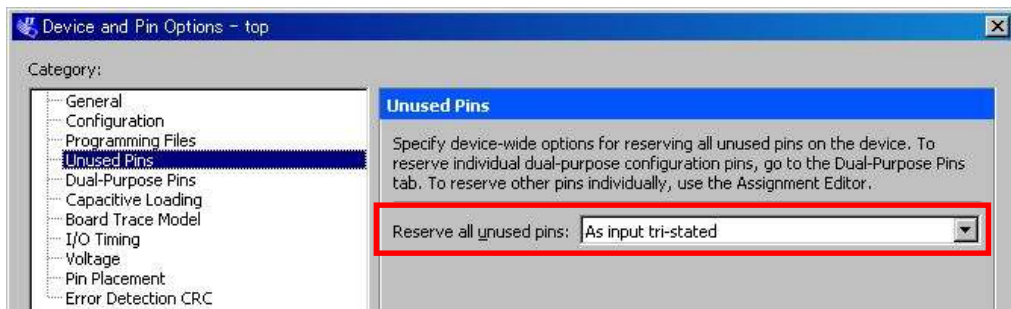 Device and Pin Options - top
Category:
General
Configuration
Programming Files
Unused Pins
Dual-Purpose Pins
Capacitive Loading
Board Trace Model
I/O Timing
Voltage
Pin Placement
Error Detection CRC
Unused Pins
Specify device-wide options for reserving all unused pins on the device. To
reserve individual dual-purpose configuration pins, go to the Dual-Purpose Pins
tab. To reserve other pins individually, use the Assignment Editor.
Reserve all unused pins: As input tri-stated